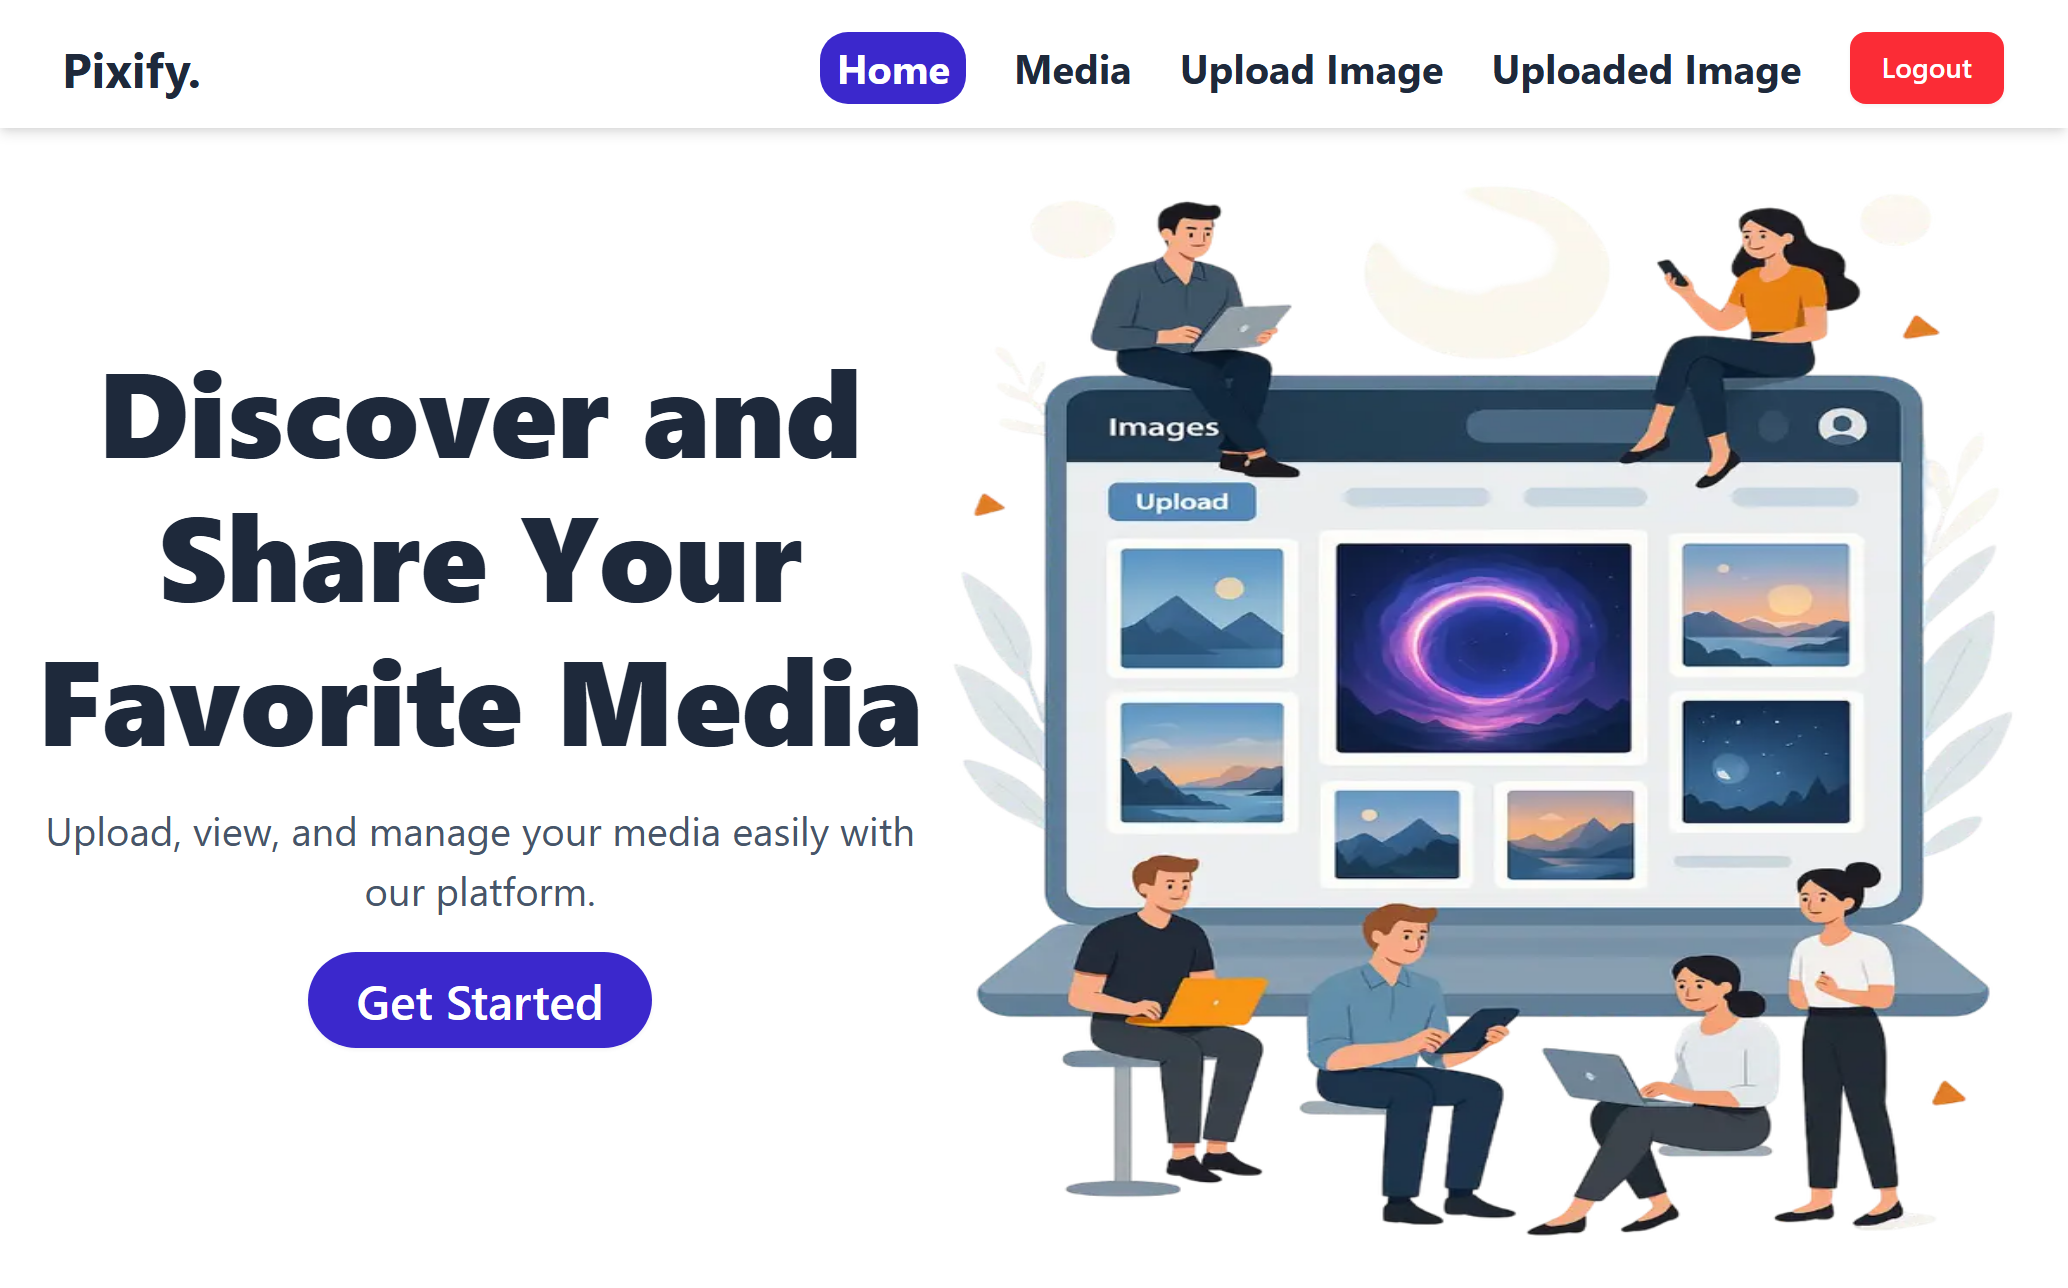 Pixify.
Home
Media
Upload Image
Uploaded Image
Logout
Discover and
Share Your
Favorite Media
Upload, view, and manage your media easily with
our platform.
Get Started
Images
Upload